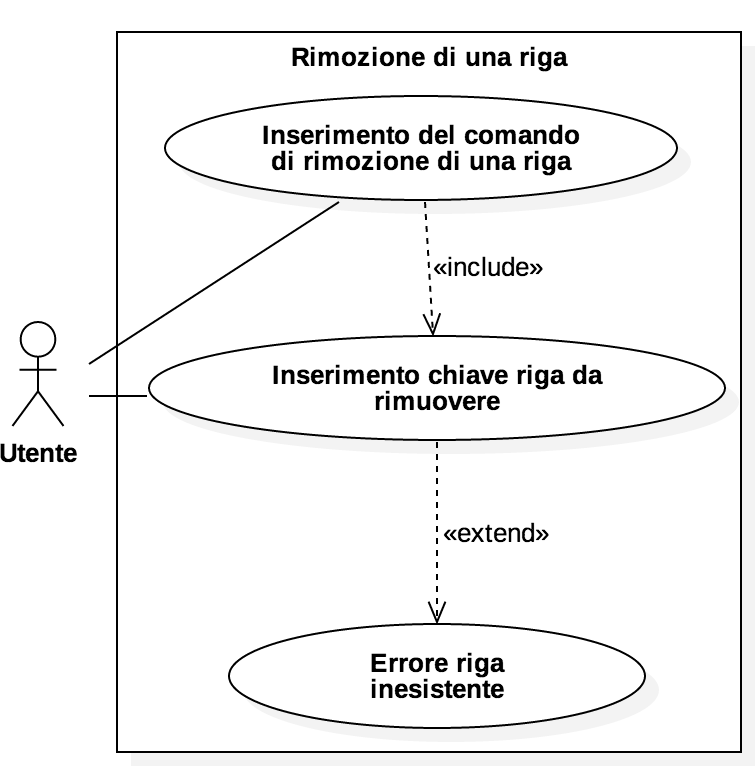 Rimozione di una riga
Inserimento del comando
di rimozione di una riga
«include»
Inserimento chiave riga da
rimuovere
Utente
«extend»
Errore riga
inesistente